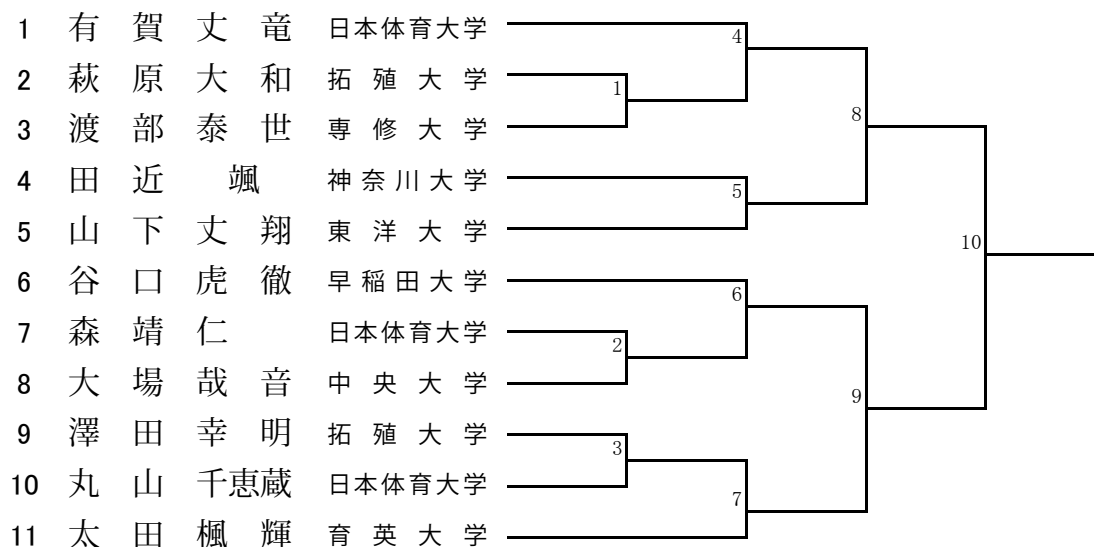 1 有賀丈竜 日本体育大学
4
2 萩原大和 拓殖大学
1
3 渡部泰世 専修大学
8
4 田近颯 神奈川大学
5
5 山下丈翔 東洋大学
10
6 谷口虎徹 早稲田大学
6
7 森靖仁 日本体育大学
2
8 大場哉音 中央大学
9
9 澤田幸明 拓殖大学
3
10 丸山千恵蔵 日本体育大学
7
11 太田楓輝 育英大学